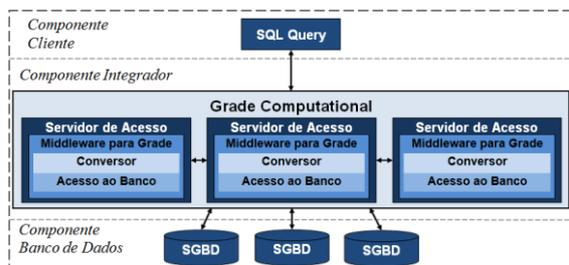 Componente
Cliente
SQL Query
Componente Integrador
Grade Computacional
Servidor de Acesso
Middleware para Grade
Conversor
Acesso ao Banco
Servidor de Acesso
Middleware para Grade
Conversor
Acesso ao Banco
Servidor de Acesso
Middleware para Grade
Conversor
Acesso ao Banco
Componente
Banco de Dados
SGBD
SGBD
SGBD